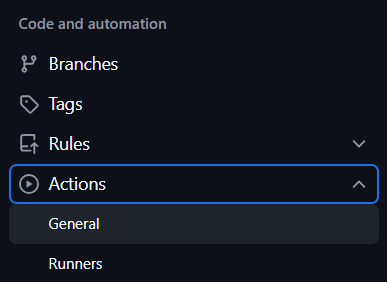 Code and automation
Branches
Tags
Rules
Actions
General
Runners